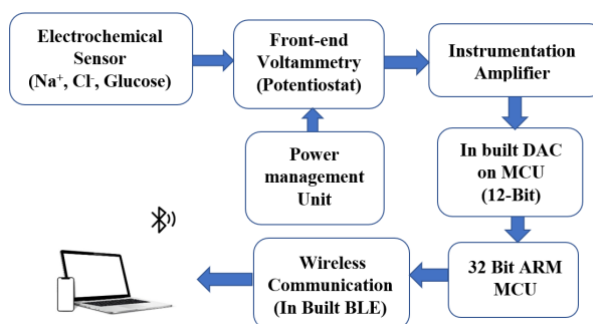 Electrochemical
Sensor
(Na⁺, Cl⁻, Glucose)
Front-end
Voltammetry
(Potiostat)
Instrumentation
Amplifier
Power
management
Unit
In built DAC
on MCU
(12-Bit)
Wireless
Communication
(In Built BLE)
32 Bit ARM
MCU